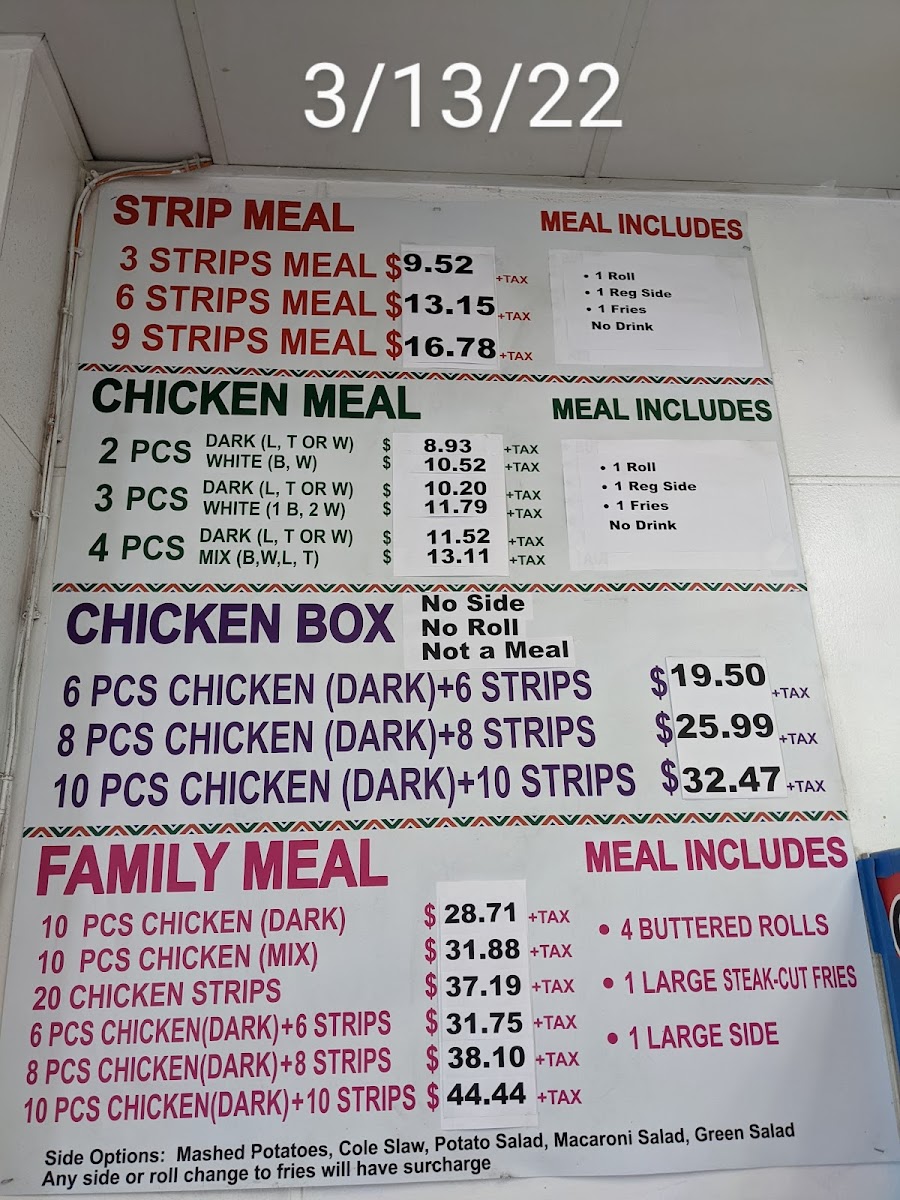 3/13/22
STRIP MEAL
3 STRIPS MEAL $9.52 +TAX
6 STRIPS MEAL $13.15 +TAX
9 STRIPS MEAL $16.78 +TAX
MEAL INCLUDES
• 1 Roll
• 1 Reg Side
• 1 Fries
No Drink
CHICKEN MEAL
2 PCS DARK (L, T OR W) $ 8.93 +TAX
WHITE (B, W) $ 10.52 +TAX
3 PCS DARK (L, T OR W) $ 10.20 +TAX
WHITE (1 B, 2 W) $ 11.79 +TAX
4 PCS DARK (L, T OR W) $ 11.52 +TAX
MIX (B,W,L, T) $ 13.11 +TAX
MEAL INCLUDES
• 1 Roll
• 1 Reg Side
• 1 Fries
No Drink
CHICKEN BOX
No Side
No Roll
Not a Meal
6 PCS CHICKEN (DARK)+6 STRIPS $19.50 +TAX
8 PCS CHICKEN (DARK)+8 STRIPS $25.99 +TAX
10 PCS CHICKEN (DARK)+10 STRIPS $32.47 +TAX
FAMILY MEAL
10 PCS CHICKEN (DARK) $ 28.71 +TAX
10 PCS CHICKEN (MIX) $ 31.88 +TAX
20 CHICKEN STRIPS $ 37.19 +TAX
6 PCS CHICKEN(DARK)+6 STRIPS $ 31.75 +TAX
8 PCS CHICKEN(DARK)+8 STRIPS $ 38.10 +TAX
10 PCS CHICKEN(DARK)+10 STRIPS $ 44.44 +TAX
MEAL INCLUDES
• 4 BUTTERED ROLLS
• 1 LARGE STEAK-CUT FRIES
• 1 LARGE SIDE
Side Options: Mashed Potatoes, Cole Slaw, Potato Salad, Macaroni Salad, Green Salad
Any side or roll change to fries will have surcharge